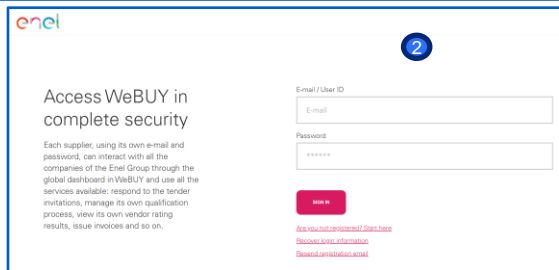 enel
2
Access WeBUY in
complete security
Each supplier, using its own e-mail and
password, can interact with all the
companies of the Enel Group through the
global dashboard in WeBUY and use all the
services available: respond to the tender
invitations, manage its own qualification
process, view its own vendor rating
results, issue invoices and so on.
E-mail / User ID
E-mail
Password
******
SIGN IN
Are you not registered? Start here
Recover login information
Resend registration email